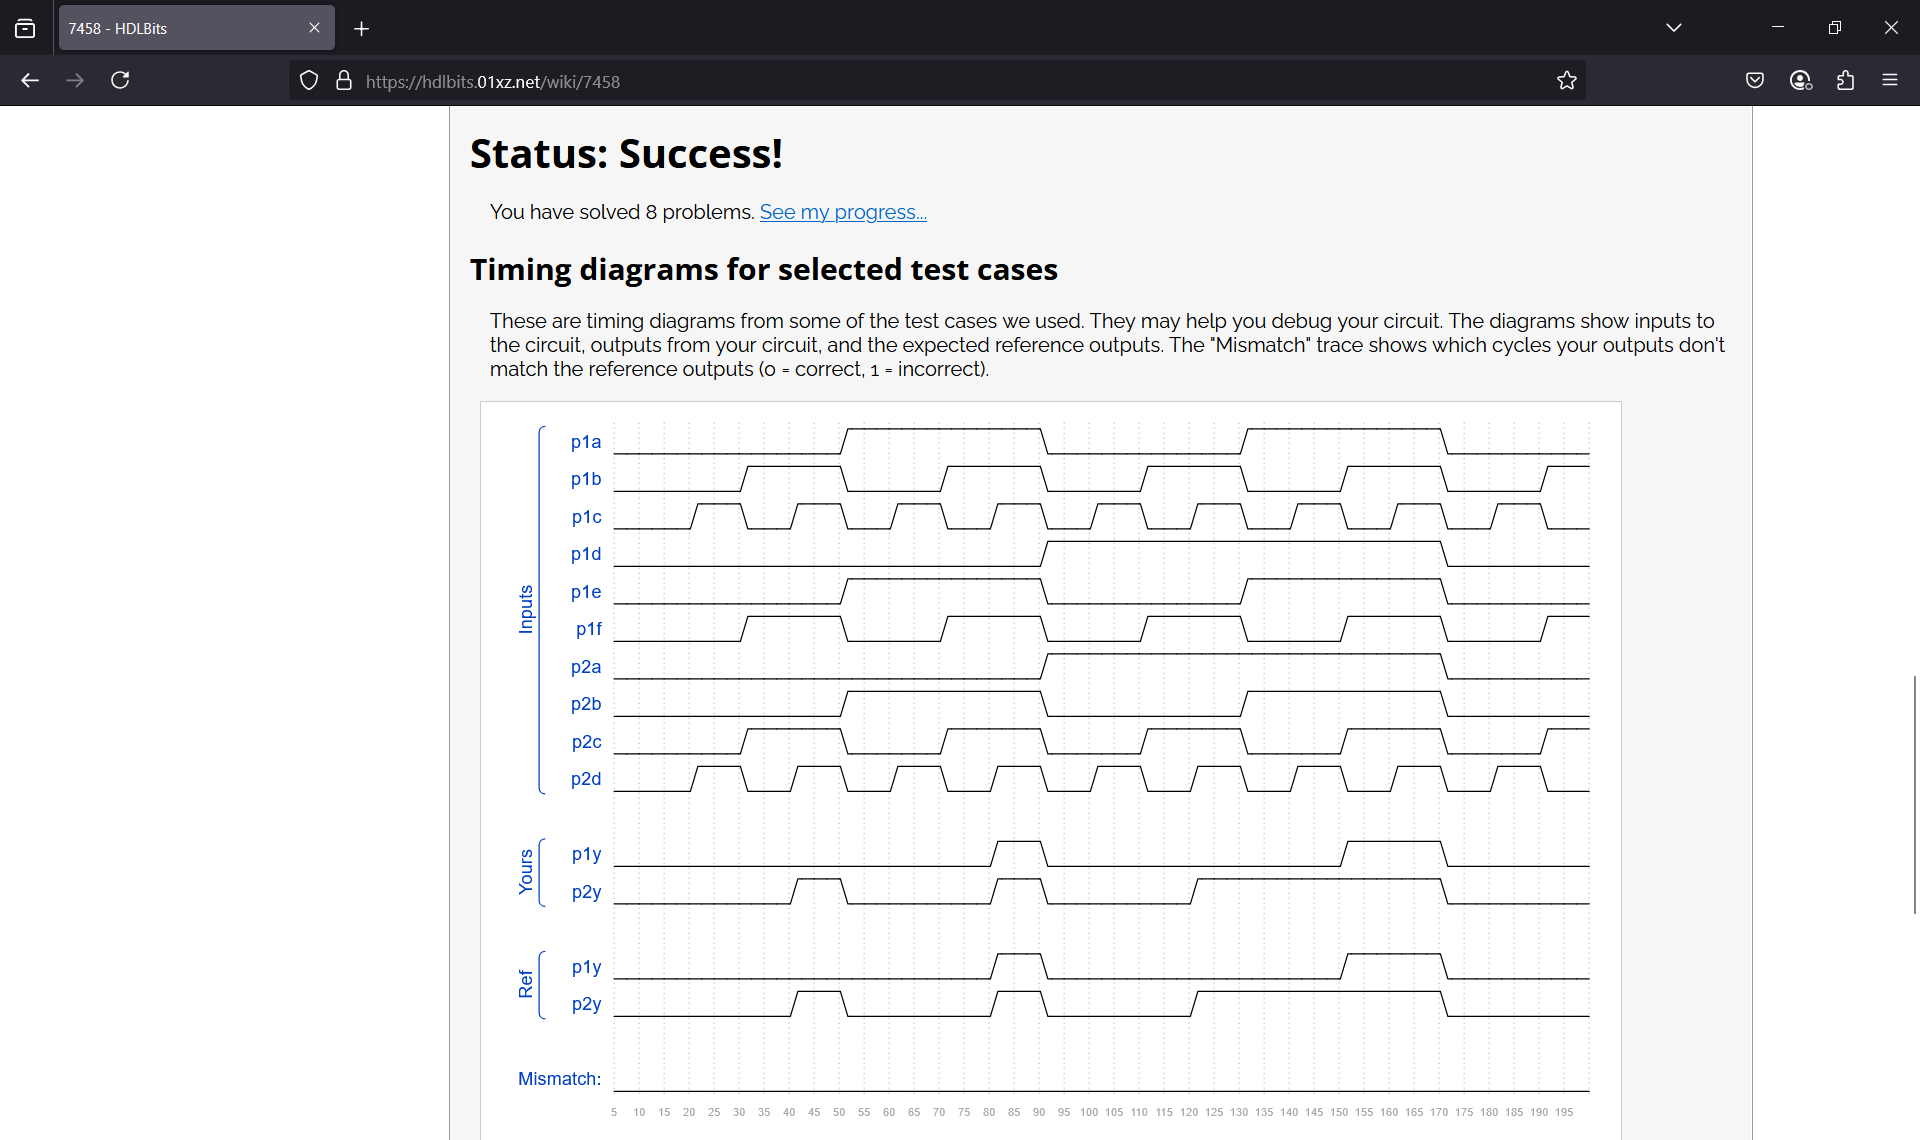 7458 - HDLBits
https://hdlbits.01xz.net/wiki/7458
Status: Success!
You have solved 8 problems. See my progress...
Timing diagrams for selected test cases
These are timing diagrams from some of the test cases we used. They may help you debug your circuit. The diagrams show inputs to
the circuit, outputs from your circuit, and the expected reference outputs. The "Mismatch" trace shows which cycles your outputs don't
match the reference outputs (0 = correct, 1 = incorrect).
Inputs
p1a
p1b
p1c
p1d
p1e
p1f
p2a
p2b
p2c
p2d
Yours
p1y
p2y
Ref
p1y
p2y
Mismatch:
5 10 15 20 25 30 35 40 45 50 55 60 65 70 75 80 85 90 95 100 105 110 115 120 125 130 135 140 145 150 155 160 165 170 175 180 185 190 195